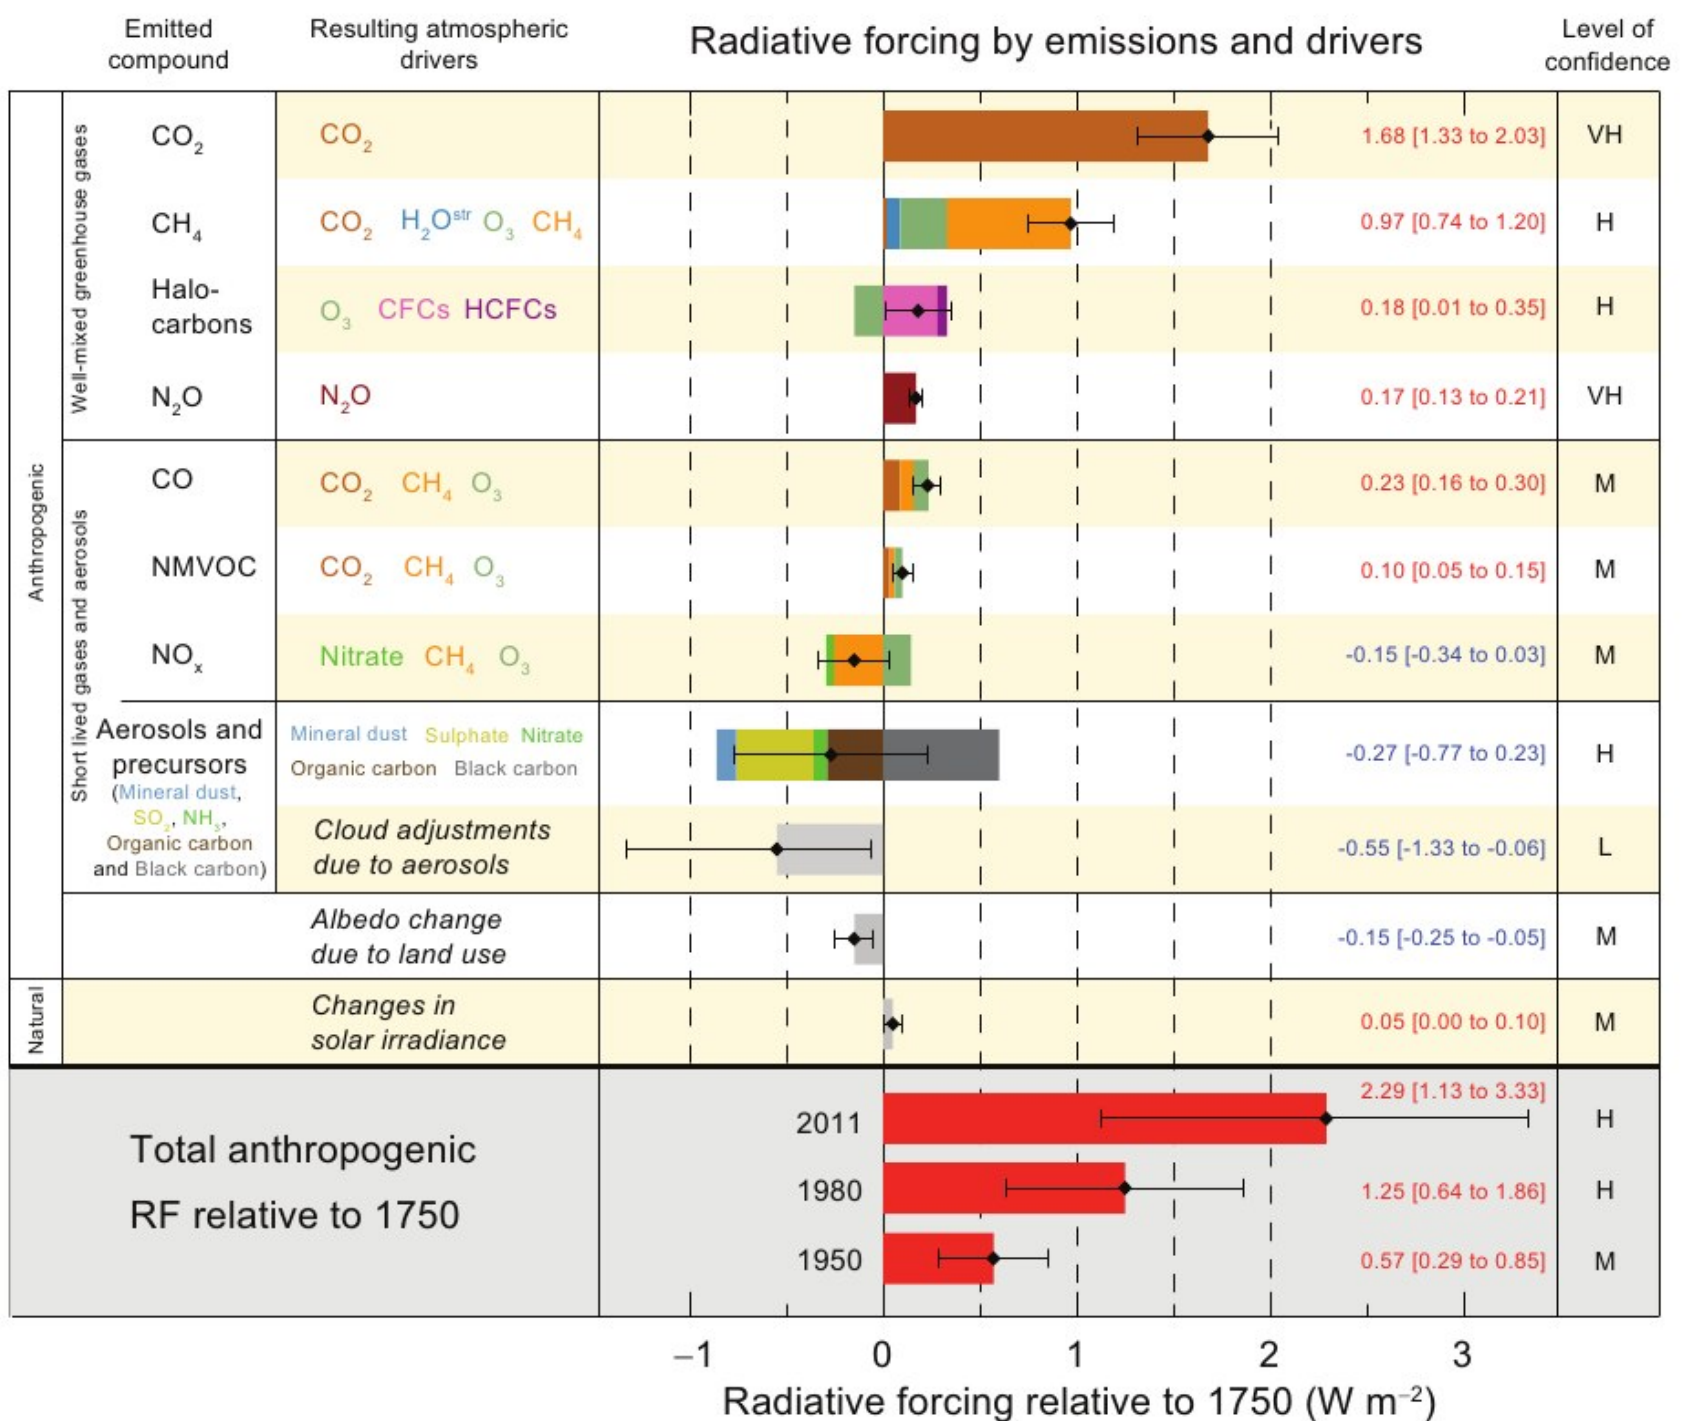 Emitted compound
Resulting atmospheric drivers
Radiative forcing by emissions and drivers
Level of confidence
Anthropogenic
Well-mixed greenhouse gases
CO₂ CO₂ 1.68 [1.33 to 2.03] VH
CH₄ CO₂ H₂Oˢᵗʳ O₃ CH₄ 0.97 [0.74 to 1.20] H
Halo-
carbons O₃ CFCs HCFCs 0.18 [0.01 to 0.35] H
N₂O N₂O 0.17 [0.13 to 0.21] VH
Short lived gases and aerosols
CO CO₂ CH₄ O₃ 0.23 [0.16 to 0.30] M
NMVOC CO₂ CH₄ O₃ 0.10 [0.05 to 0.15] M
NOₓ Nitrate CH₄ O₃ -0.15 [-0.34 to 0.03] M
Aerosols and
precursors
(Mineral dust,
SO₂, NH₃,
Organic carbon
and Black carbon)
Mineral dust Sulphate Nitrate
Organic carbon Black carbon
-0.27 [-0.77 to 0.23] H
Cloud adjustments
due to aerosols
-0.55 [-1.33 to -0.06] L
Albedo change
due to land use
-0.15 [-0.25 to -0.05] M
Natural
Changes in
solar irradiance
0.05 [0.00 to 0.10] M
Total anthropogenic
RF relative to 1750
2011 2.29 [1.13 to 3.33] H
1980 1.25 [0.64 to 1.86] H
1950 0.57 [0.29 to 0.85] M
−1 0 1 2 3
Radiative forcing relative to 1750 (W m⁻²)